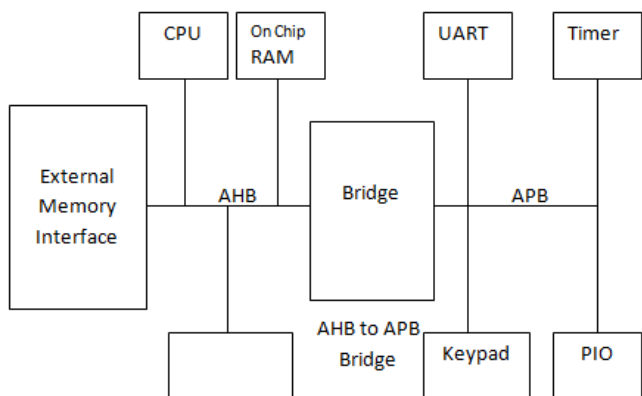 CPU
On Chip
RAM
UART
Timer
External
Memory
Interface
AHB
Bridge
APB
AHB to APB
Bridge
Keypad
PIO